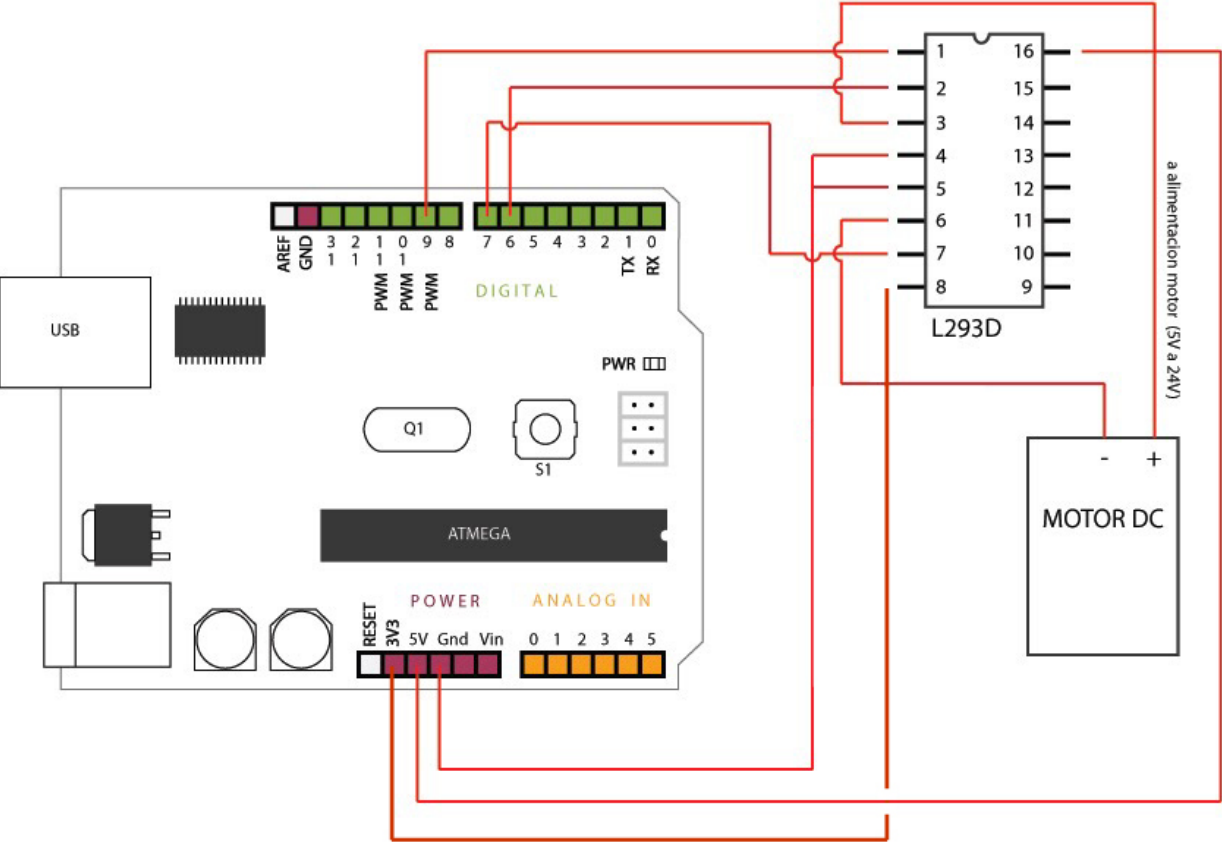 1 16
2 15
3 14
4 13
5 12
6 11
7 10
8 9
L293D
a alimentacion motor (5V a 24V)
AREF
GND
3 2 1 0 9 8 7 6 5 4 3 2 1 0
1 1 1 1
PWM
PWM
PWM
TX
RX
DIGITAL
USB
PWR
Q1
S1
- +
MOTOR DC
ATMEGA
POWER
ANALOG IN
RESET
3V3
5V Gnd Vin 0 1 2 3 4 5